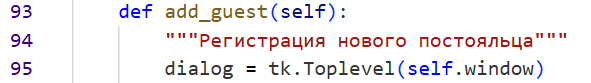 93 def add_guest(self):
94 """Регистрация нового постояльца"""
95 dialog = tk.Toplevel(self.window)